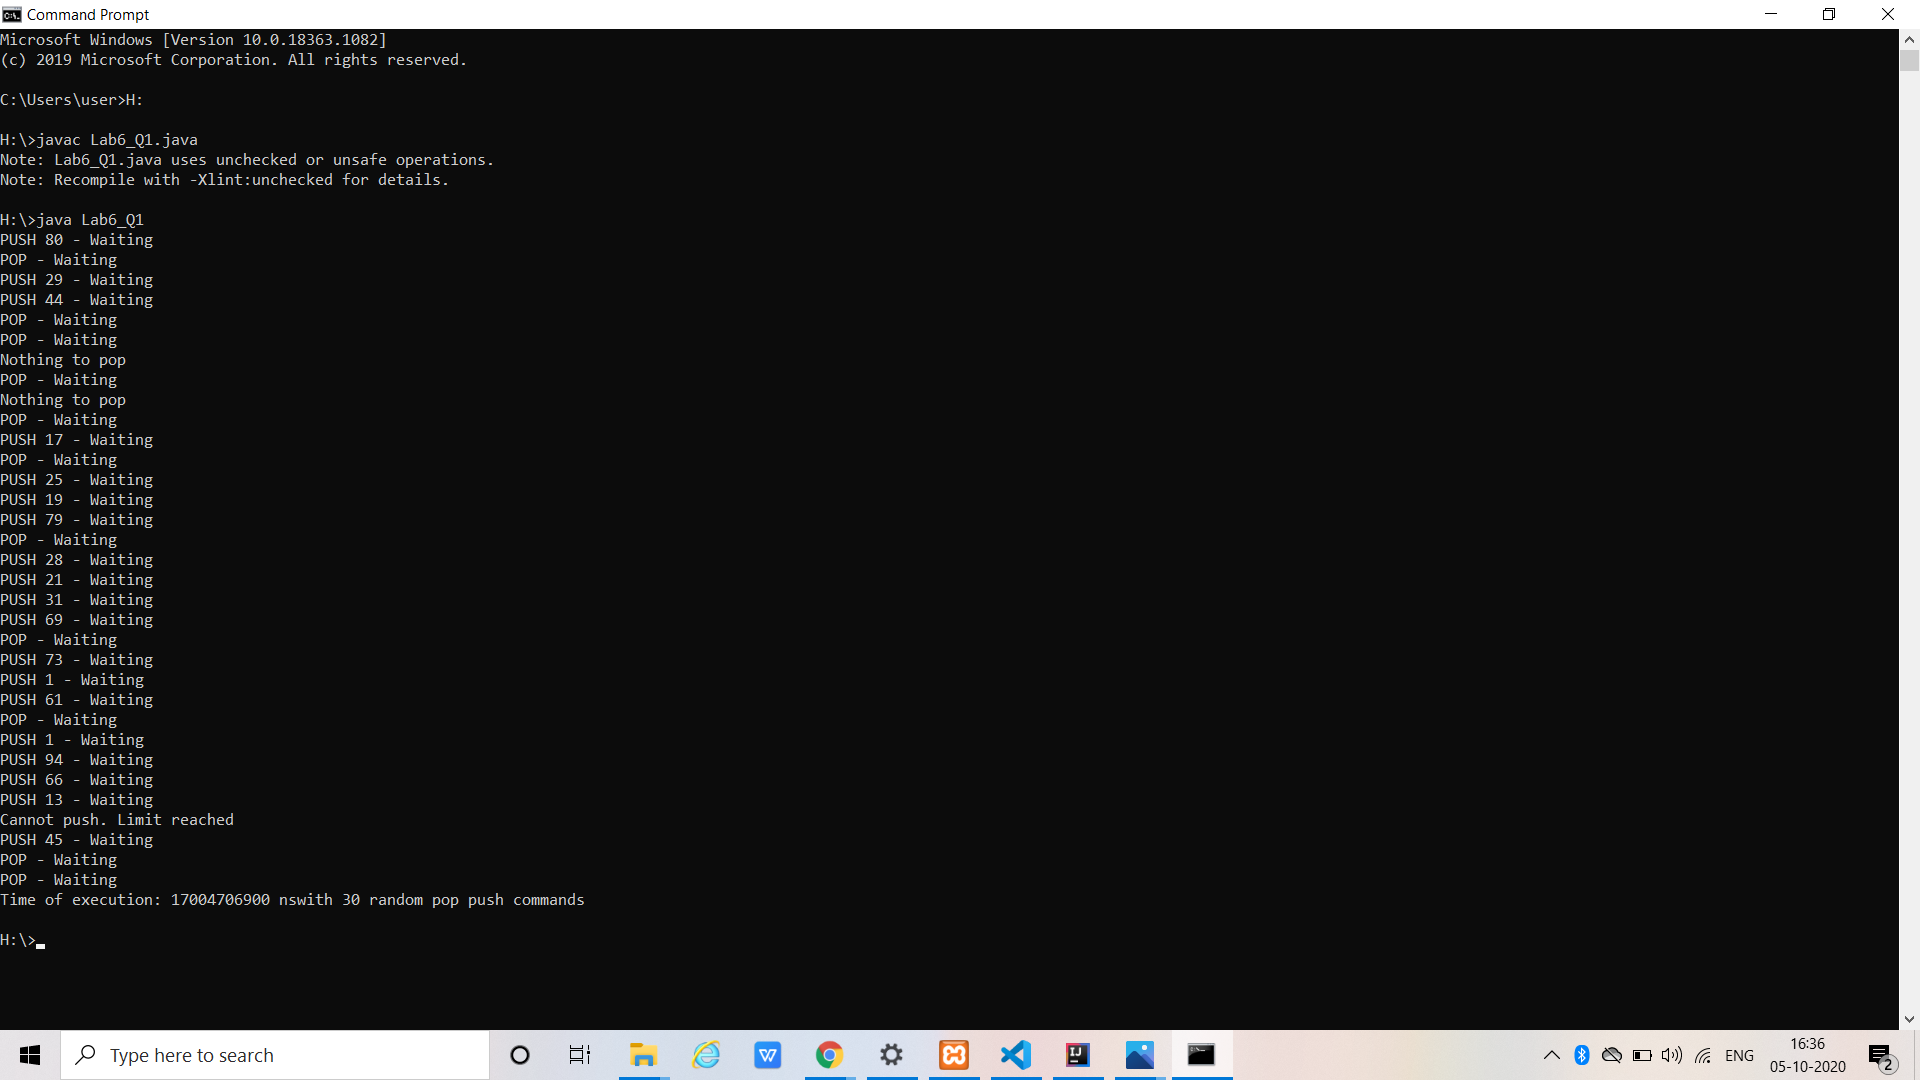 Command Prompt
Microsoft Windows [Version 10.0.18363.1082]
(c) 2019 Microsoft Corporation. All rights reserved.
C:\Users\user>H:
H:\>javac Lab6_Q1.java
Note: Lab6_Q1.java uses unchecked or unsafe operations.
Note: Recompile with -Xlint:unchecked for details.
H:\>java Lab6_Q1
PUSH 80 - Waiting
POP - Waiting
PUSH 29 - Waiting
PUSH 44 - Waiting
POP - Waiting
POP - Waiting
Nothing to pop
POP - Waiting
Nothing to pop
POP - Waiting
PUSH 17 - Waiting
POP - Waiting
PUSH 25 - Waiting
PUSH 19 - Waiting
PUSH 79 - Waiting
POP - Waiting
PUSH 28 - Waiting
PUSH 21 - Waiting
PUSH 31 - Waiting
PUSH 69 - Waiting
POP - Waiting
PUSH 73 - Waiting
PUSH 1 - Waiting
PUSH 61 - Waiting
POP - Waiting
PUSH 1 - Waiting
PUSH 94 - Waiting
PUSH 66 - Waiting
PUSH 13 - Waiting
Cannot push. Limit reached
PUSH 45 - Waiting
POP - Waiting
POP - Waiting
Time of execution: 17004706900 nswith 30 random pop push commands
H:\>
Type here to search
ENG
16:36
05-10-2020
2